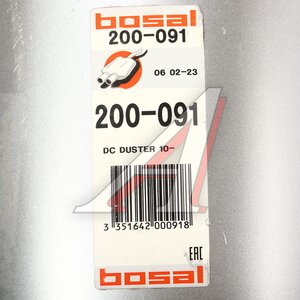 bosal
200-091
06 02-23
200-091
DC DUSTER 10-
3 351642 000918
EAC
bosal